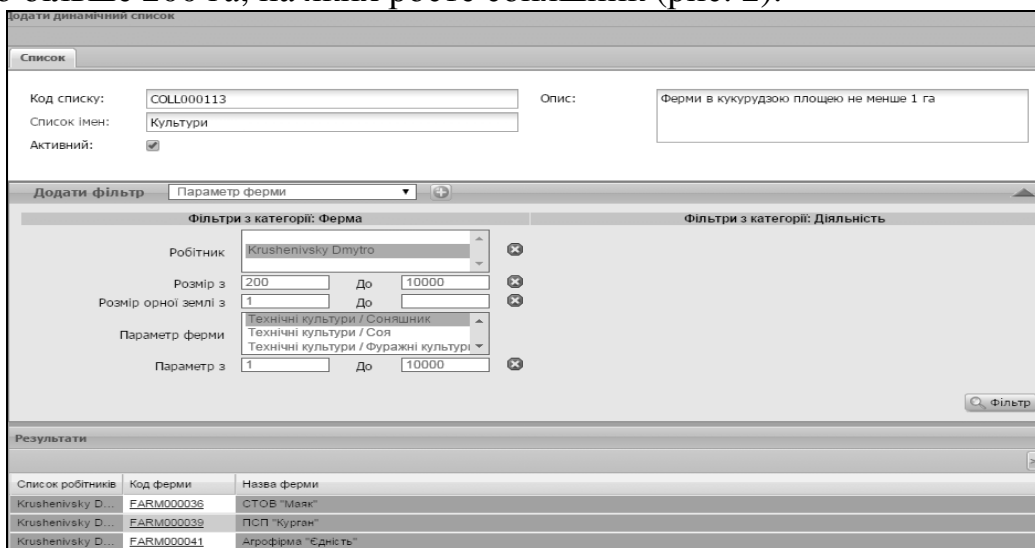 більше 200 га, на яких росте соняшник (рис. 2).
Додати динамічний список
Список
Код списку: COLL000113 Опис: Ферми в кукурудзою площею не менше 1 га
Список імен: Культури
Активний:
Додати фільтр Параметр ферми
Фільтри з категорії: Ферма Фільтри з категорії: Діяльність
Робітник Krushenivsky Dmytro
Розмір з 200 До 10000
Розмір орної землі з 1 До
Технічні культури / Соняшник
Параметр ферми Технічні культури / Соя
Технічні культури / Фуражні культури
Параметр з 1 До 10000
Фільтр
Результати
Список робітників Код ферми Назва ферми
Krushenivsky D... FARM000036 СТОВ "Маяк"
Krushenivsky D... FARM000039 ПСП "Курган"
Krushenivsky D... FARM000041 Агрофірма "Єдність"